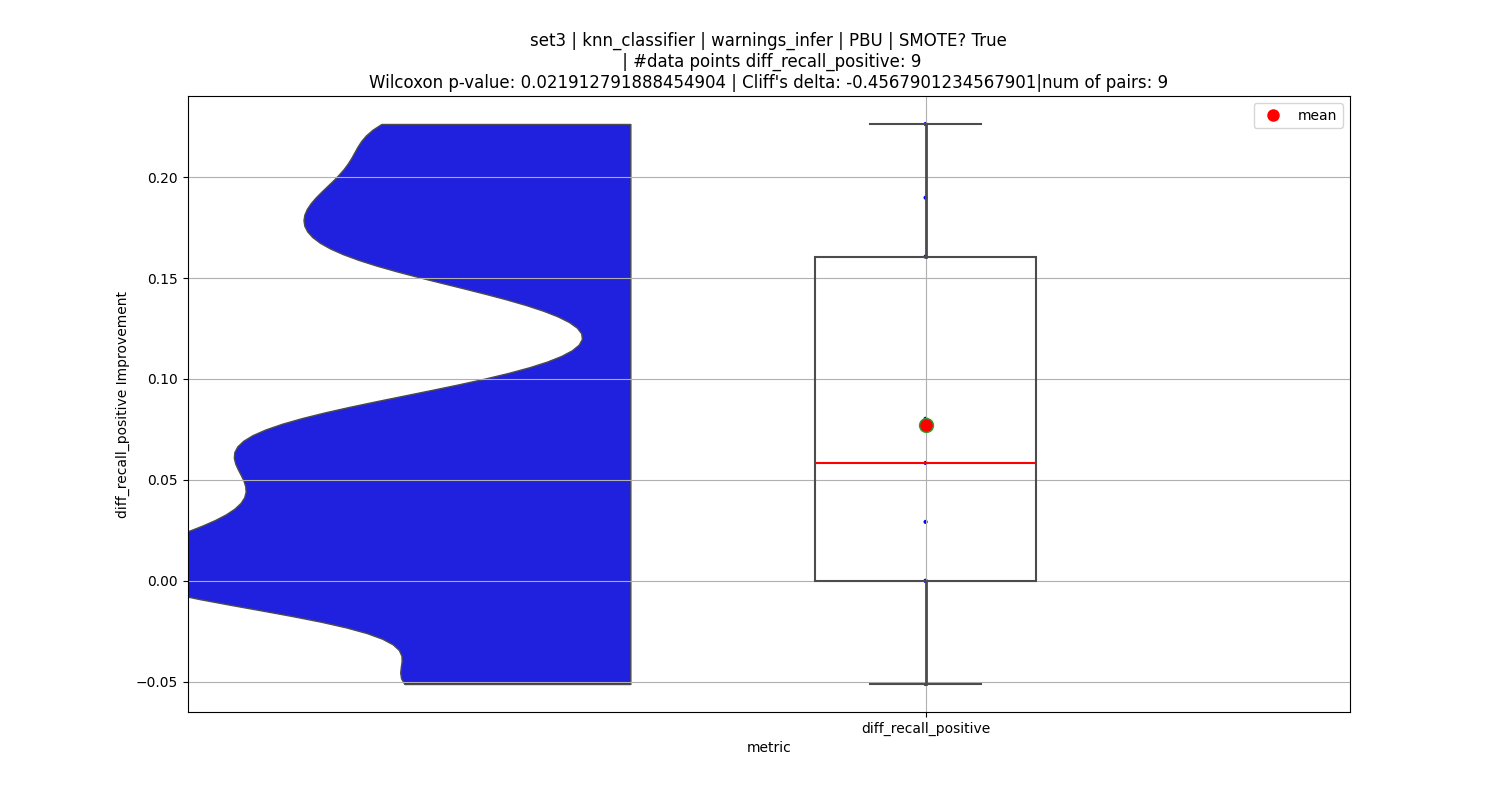 set3 | knn_classifier | warnings_infer | PBU | SMOTE? True
| #data points diff_recall_positive: 9
Wilcoxon p-value: 0.021912791888454904 | Cliff's delta: -0.4567901234567901|num of pairs: 9
mean
0.20
0.15
0.10
0.05
0.00
−0.05
diff_recall_positive Improvement
diff_recall_positive
metric